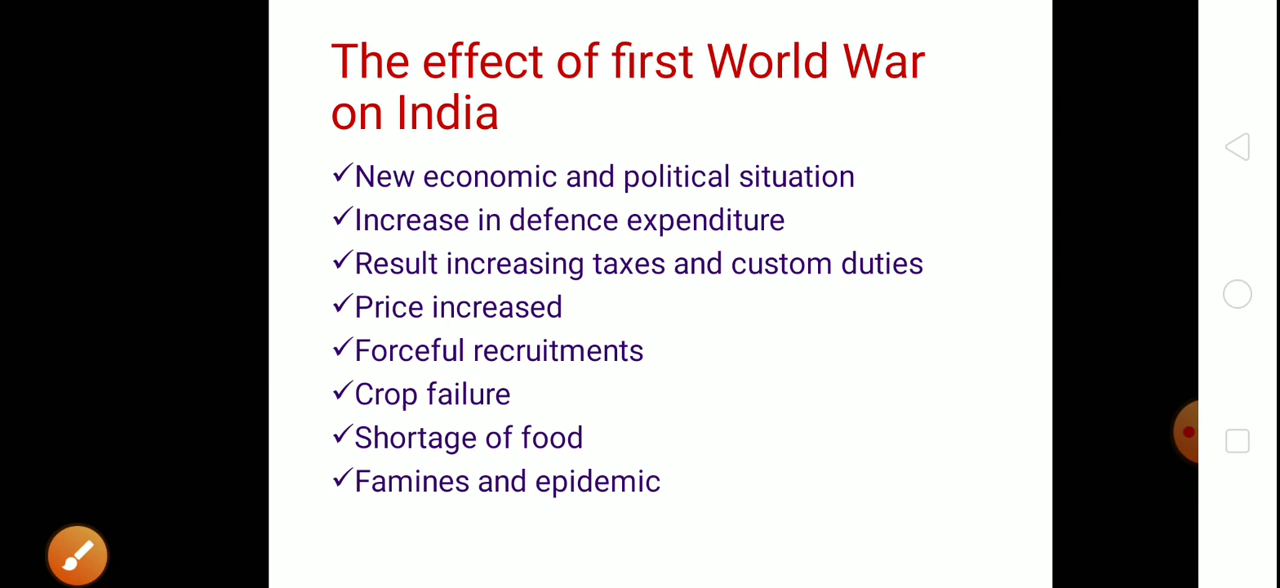 The effect of first World War
on India
✓New economic and political situation
✓Increase in defence expenditure
✓Result increasing taxes and custom duties
✓Price increased
✓Forceful recruitments
✓Crop failure
✓Shortage of food
✓Famines and epidemic